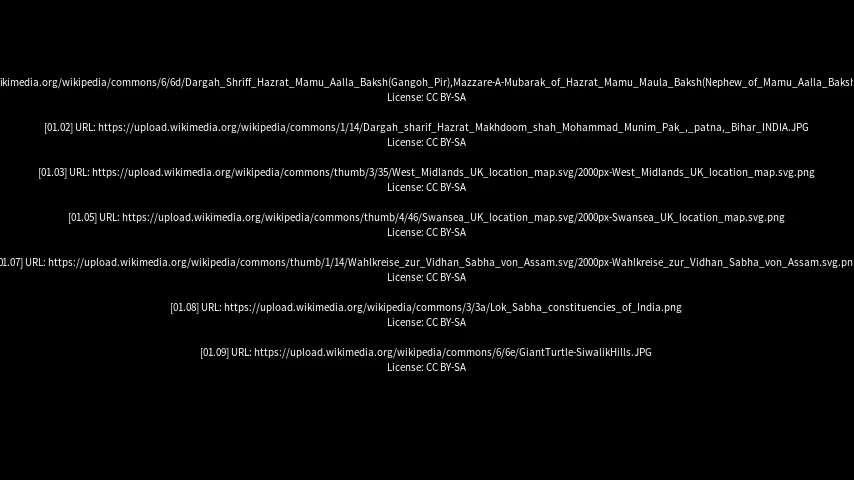 ikimedia.org/wikipedia/commons/6/6d/Dargah_Shriff_Hazrat_Mamu_Aalla_Baksh(Gangoh_Pir),Mazzare-A-Mubarak_of_Hazrat_Mamu_Maula_Baksh(Nephew_of_Mamu_Aalla_Baksh
License: CC BY-SA
[01.02] URL: https://upload.wikimedia.org/wikipedia/commons/1/14/Dargah_sharif_Hazrat_Makhdoom_shah_Mohammad_Munim_Pak_,_patna,_Bihar_INDIA.JPG
License: CC BY-SA
[01.03] URL: https://upload.wikimedia.org/wikipedia/commons/thumb/3/35/West_Midlands_UK_location_map.svg/2000px-West_Midlands_UK_location_map.svg.png
License: CC BY-SA
[01.05] URL: https://upload.wikimedia.org/wikipedia/commons/thumb/4/46/Swansea_UK_location_map.svg/2000px-Swansea_UK_location_map.svg.png
License: CC BY-SA
01.07] URL: https://upload.wikimedia.org/wikipedia/commons/thumb/1/14/Wahlkreise_zur_Vidhan_Sabha_von_Assam.svg/2000px-Wahlkreise_zur_Vidhan_Sabha_von_Assam.svg.pn
License: CC BY-SA
[01.08] URL: https://upload.wikimedia.org/wikipedia/commons/3/3a/Lok_Sabha_constituencies_of_India.png
License: CC BY-SA
[01.09] URL: https://upload.wikimedia.org/wikipedia/commons/6/6e/GiantTurtle-SiwalikHills.JPG
License: CC BY-SA